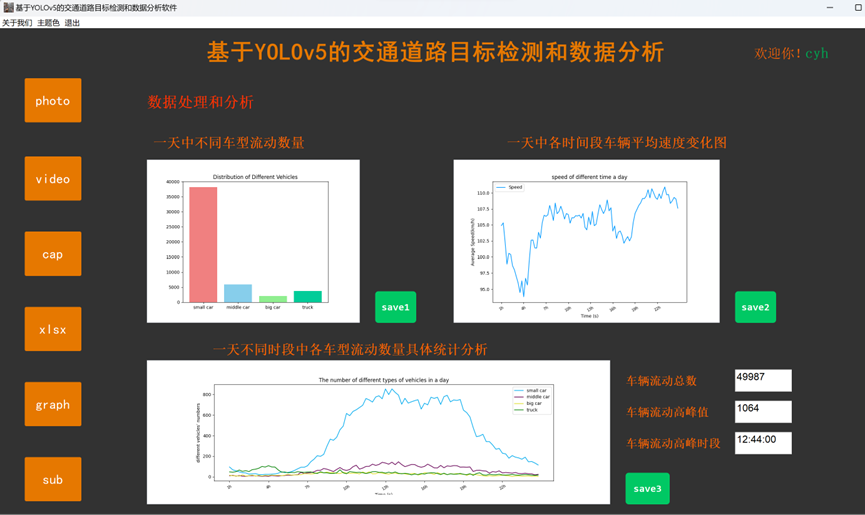 基于YOLOv5的交通道路目标检测和数据分析软件
关于我们 主题色 退出
基于YOLOv5的交通道路目标检测和数据分析
欢迎你！cyh
photo
video
cap
xlsx
graph
sub
数据处理和分析
一天中不同车型流动数量
Distribution of Different Vehicles
40000
35000
30000
25000
20000
15000
10000
5000
0
small car middle car big car truck
save1
一天中各时间段车辆平均速度变化图
speed of different time a day
Speed
Average Speed(km/h)
110.0
107.5
105.0
102.5
100.0
97.5
95.0
Time (s)
save2
一天不同时段中各车型流动数量具体统计分析
The number of different types of vehicles in a day
different vehicles' numbers
800
600
400
200
0
small car
middle car
big car
truck
Time (s)
车辆流动总数 49987
车辆流动高峰值 1064
车辆流动高峰时段 12:44:00
save3